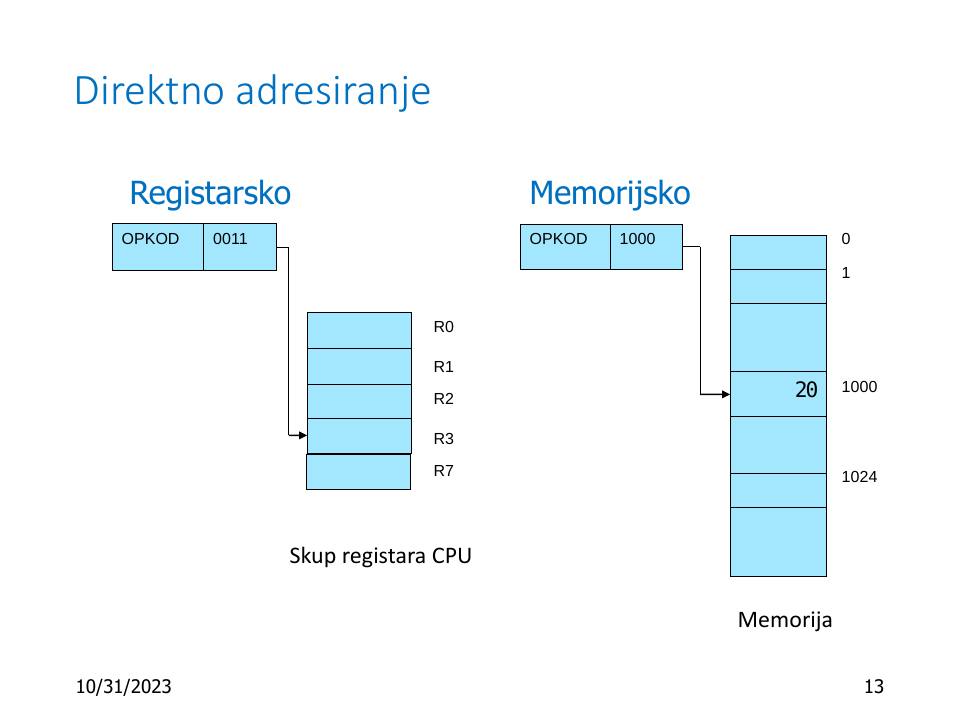 Direktno adresiranje
Registarsko
OPKOD 0011
R0
R1
R2
R3
R7
Skup registara CPU
Memorijsko
OPKOD 1000
0
1
20 1000
1024
Memorija
10/31/2023
13